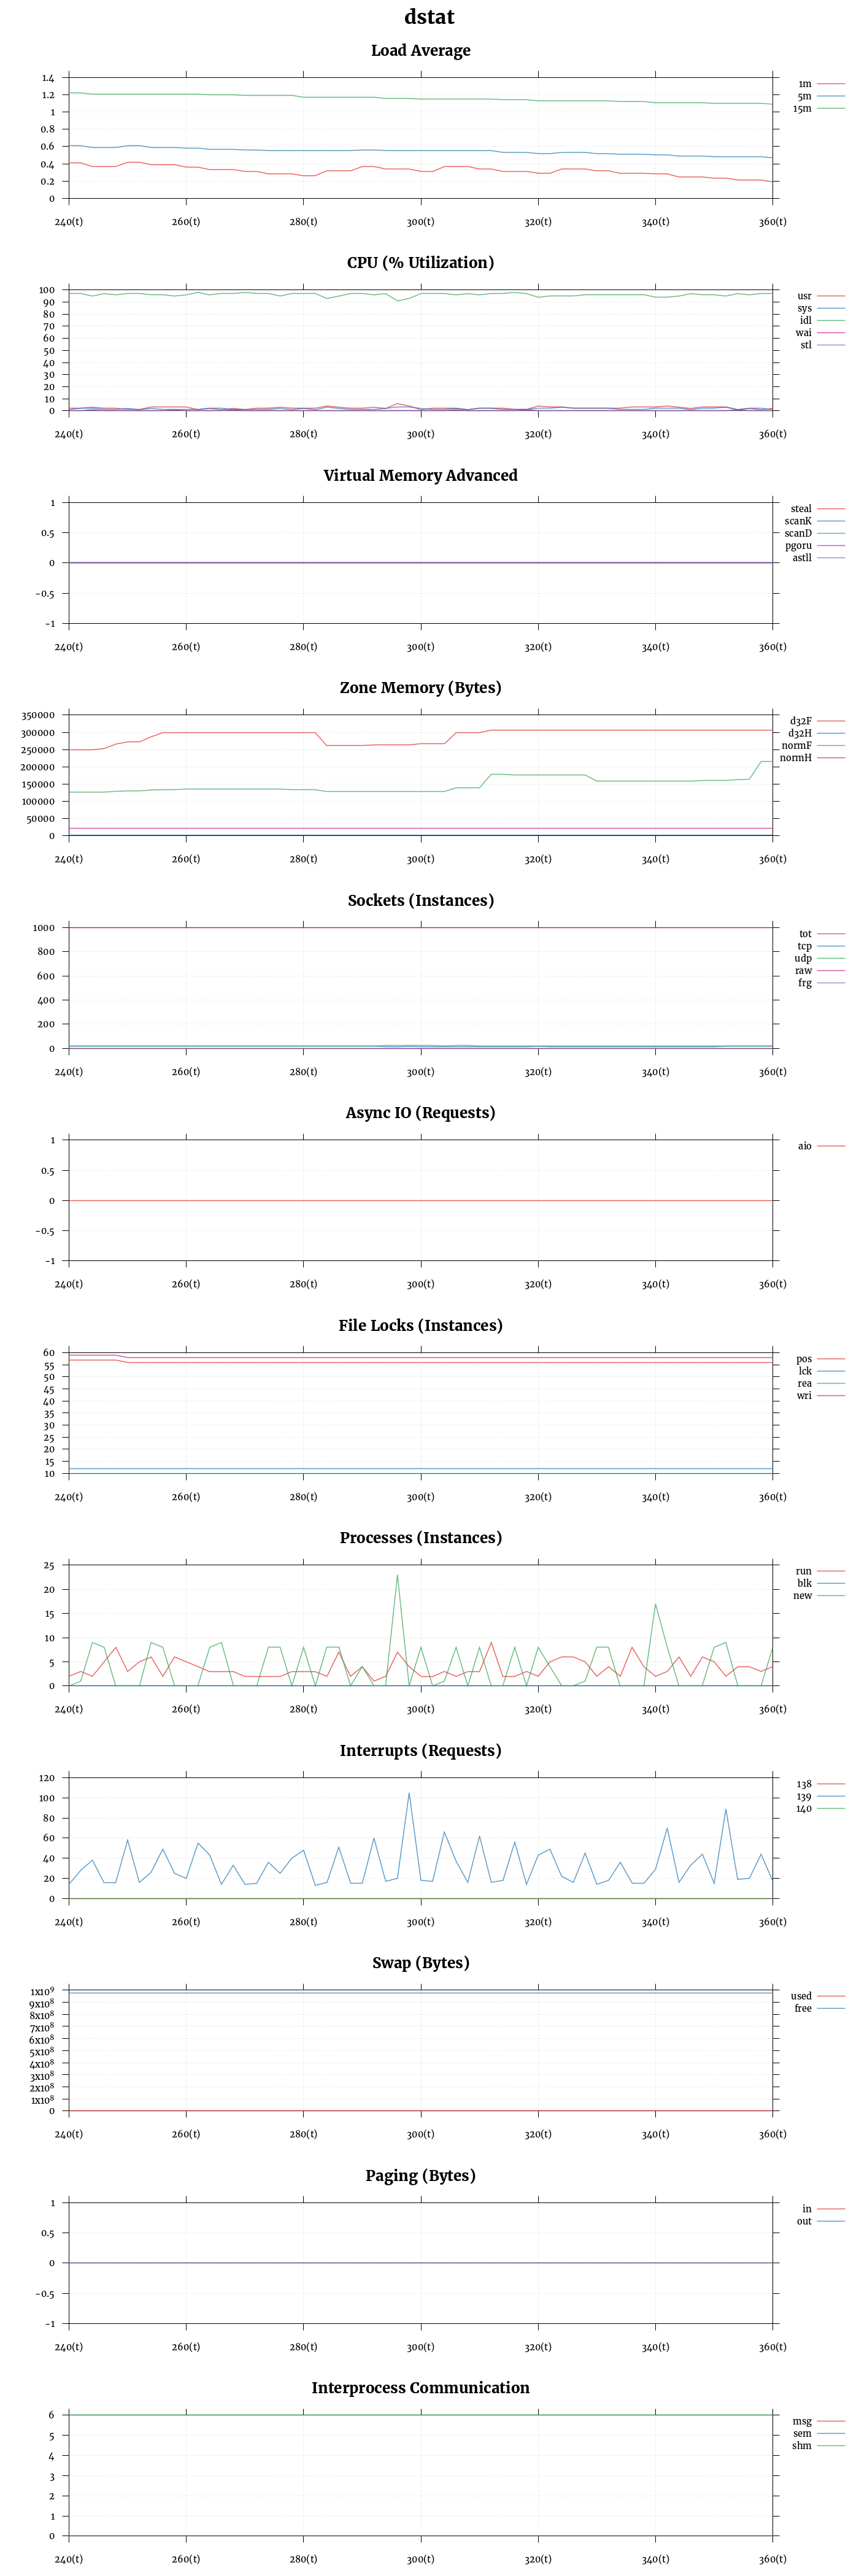 dstat
Load Average
1.4
1.2
1
0.8
0.6
0.4
0.2
0
240(t) 260(t) 280(t) 300(t) 320(t) 340(t) 360(t)
1m
5m
15m
CPU (% Utilization)
100
90
80
70
60
50
40
30
20
10
0
240(t) 260(t) 280(t) 300(t) 320(t) 340(t) 360(t)
usr
sys
idl
wai
stl
Virtual Memory Advanced
1
0.5
0
-0.5
-1
240(t) 260(t) 280(t) 300(t) 320(t) 340(t) 360(t)
steal
scanK
scanD
pgoru
astll
Zone Memory (Bytes)
350000
300000
250000
200000
150000
100000
50000
0
240(t) 260(t) 280(t) 300(t) 320(t) 340(t) 360(t)
d32F
d32H
normF
normH
Sockets (Instances)
1000
800
600
400
200
0
240(t) 260(t) 280(t) 300(t) 320(t) 340(t) 360(t)
tot
tcp
udp
raw
frg
Async IO (Requests)
1
0.5
0
-0.5
-1
240(t) 260(t) 280(t) 300(t) 320(t) 340(t) 360(t)
aio
File Locks (Instances)
60
55
50
45
40
35
30
25
20
15
10
240(t) 260(t) 280(t) 300(t) 320(t) 340(t) 360(t)
pos
lck
rea
wri
Processes (Instances)
25
20
15
10
5
0
240(t) 260(t) 280(t) 300(t) 320(t) 340(t) 360(t)
run
blk
new
Interrupts (Requests)
120
100
80
60
40
20
0
240(t) 260(t) 280(t) 300(t) 320(t) 340(t) 360(t)
138
139
140
Swap (Bytes)
1x10⁹
9x10⁸
8x10⁸
7x10⁸
6x10⁸
5x10⁸
4x10⁸
3x10⁸
2x10⁸
1x10⁸
0
240(t) 260(t) 280(t) 300(t) 320(t) 340(t) 360(t)
used
free
Paging (Bytes)
1
0.5
0
-0.5
-1
240(t) 260(t) 280(t) 300(t) 320(t) 340(t) 360(t)
in
out
Interprocess Communication
6
5
4
3
2
1
0
240(t) 260(t) 280(t) 300(t) 320(t) 340(t) 360(t)
msg
sem
shm